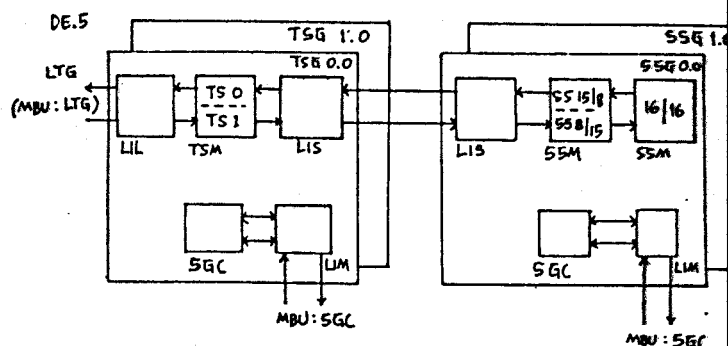 DE.5
TSG 1.0
SSG 1.0
TSG 0.0
SSG 0.0
LTG
(MBU:LTG)
TS 0
TS 1
SS 15/8
SS 8/15
16/16
LIL
TSM
LIS
LIS
SSM
SSM
SGC
LIM
SGC
LIM
MBU:SGC
MBU:SGC